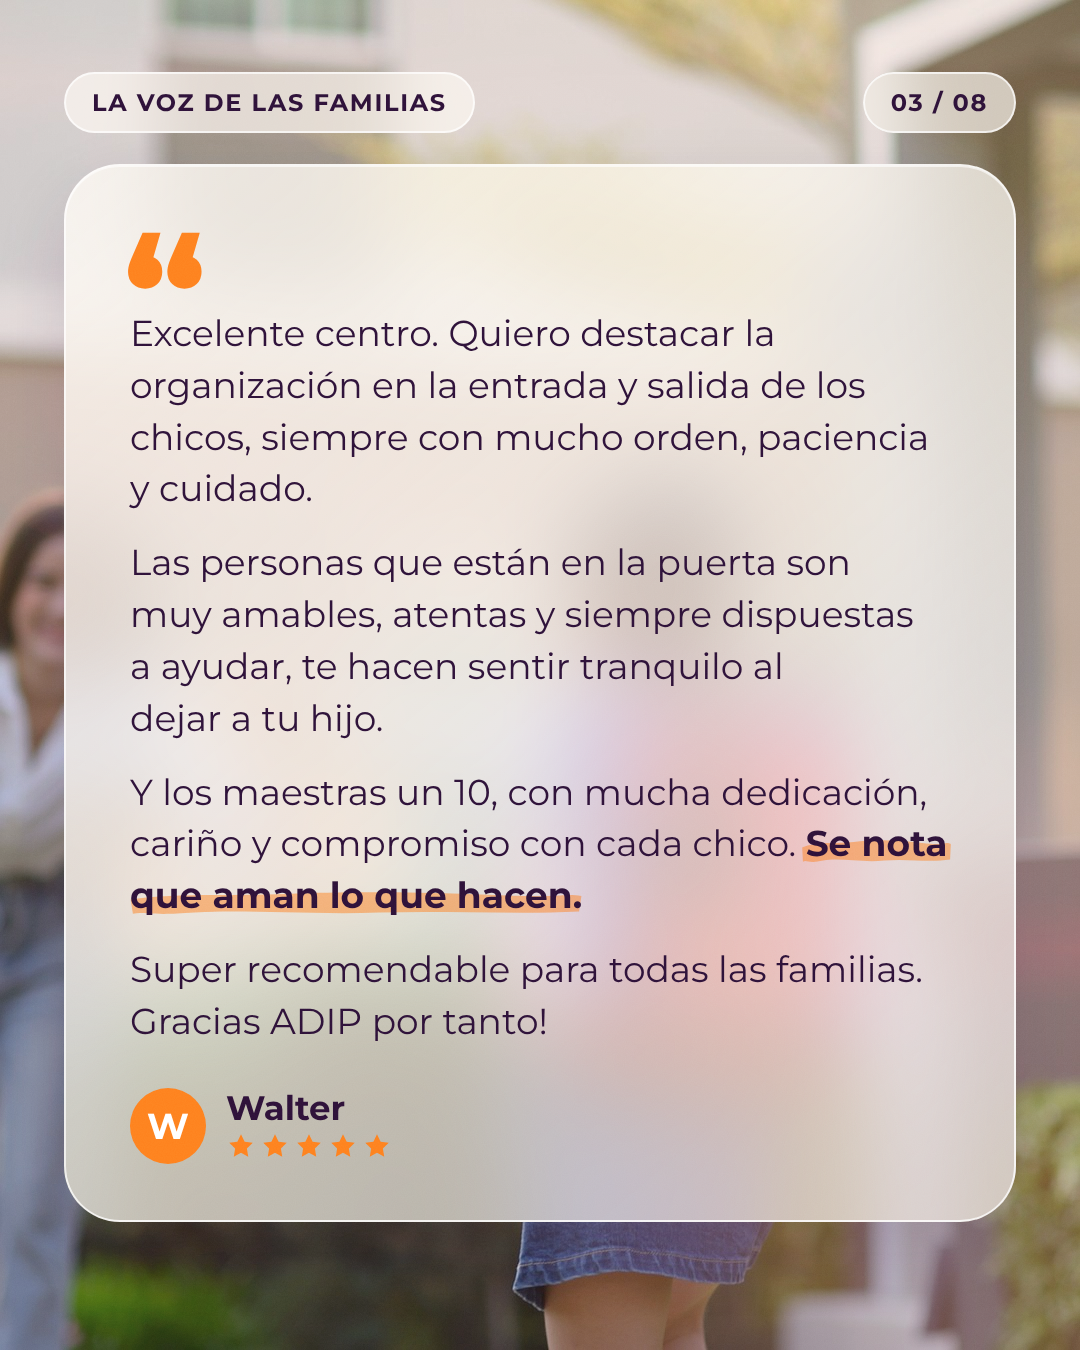 LA VOZ DE LAS FAMILIAS
03 / 08
“
Excelente centro. Quiero destacar la
organización en la entrada y salida de los
chicos, siempre con mucho orden, paciencia
y cuidado.
Las personas que están en la puerta son
muy amables, atentas y siempre dispuestas
a ayudar, te hacen sentir tranquilo al
dejar a tu hijo.
Y los maestras un 10, con mucha dedicación,
cariño y compromiso con cada chico. Se nota
que aman lo que hacen.
Super recomendable para todas las familias.
Gracias ADIP por tanto!
W
Walter